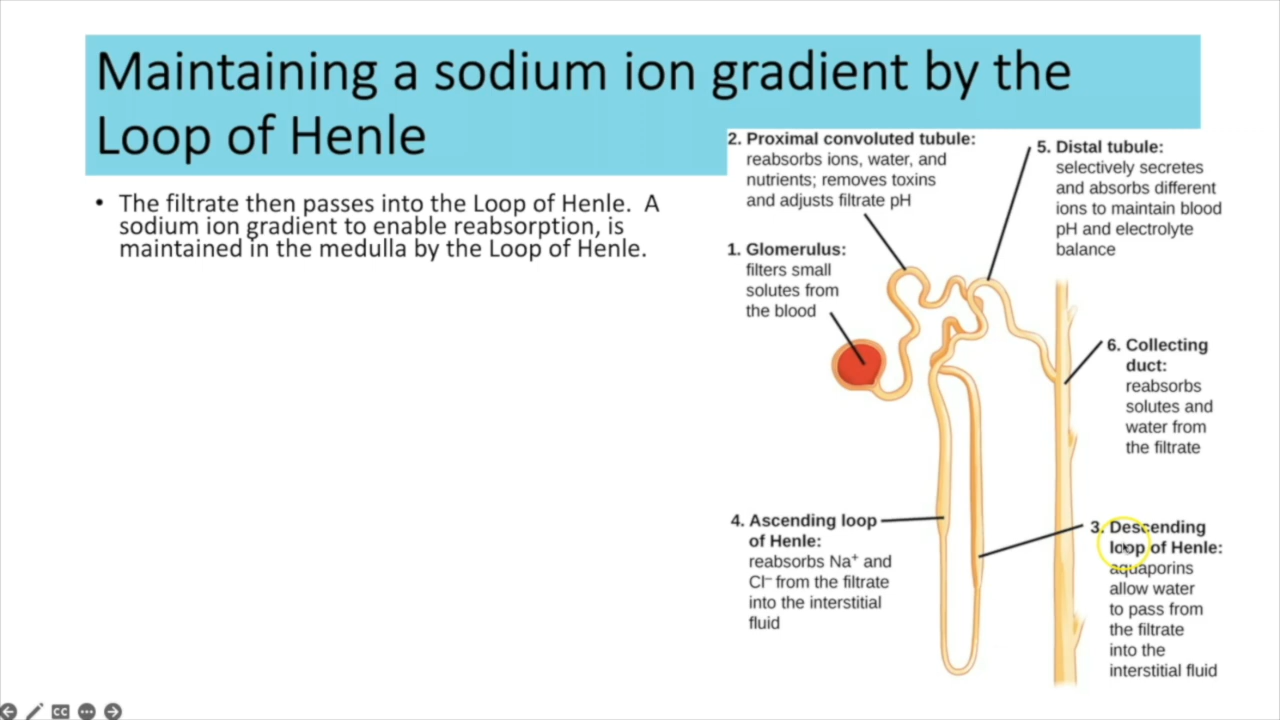 Maintaining a sodium ion gradient by the
Loop of Henle
• The filtrate then passes into the Loop of Henle. A
sodium ion gradient to enable reabsorption, is
maintained in the medulla by the Loop of Henle.
2. Proximal convoluted tubule:
reabsorbs ions, water, and
nutrients; removes toxins
and adjusts filtrate pH
5. Distal tubule:
selectively secretes
and absorbs different
ions to maintain blood
pH and electrolyte
balance
1. Glomerulus:
filters small
solutes from
the blood
6. Collecting
duct:
reabsorbs
solutes and
water from
the filtrate
4. Ascending loop
of Henle:
reabsorbs Na⁺ and
Cl⁻ from the filtrate
into the interstitial
fluid
3. Descending
loop of Henle:
aquaporins
allow water
to pass from
the filtrate
into the
interstitial fluid
CC